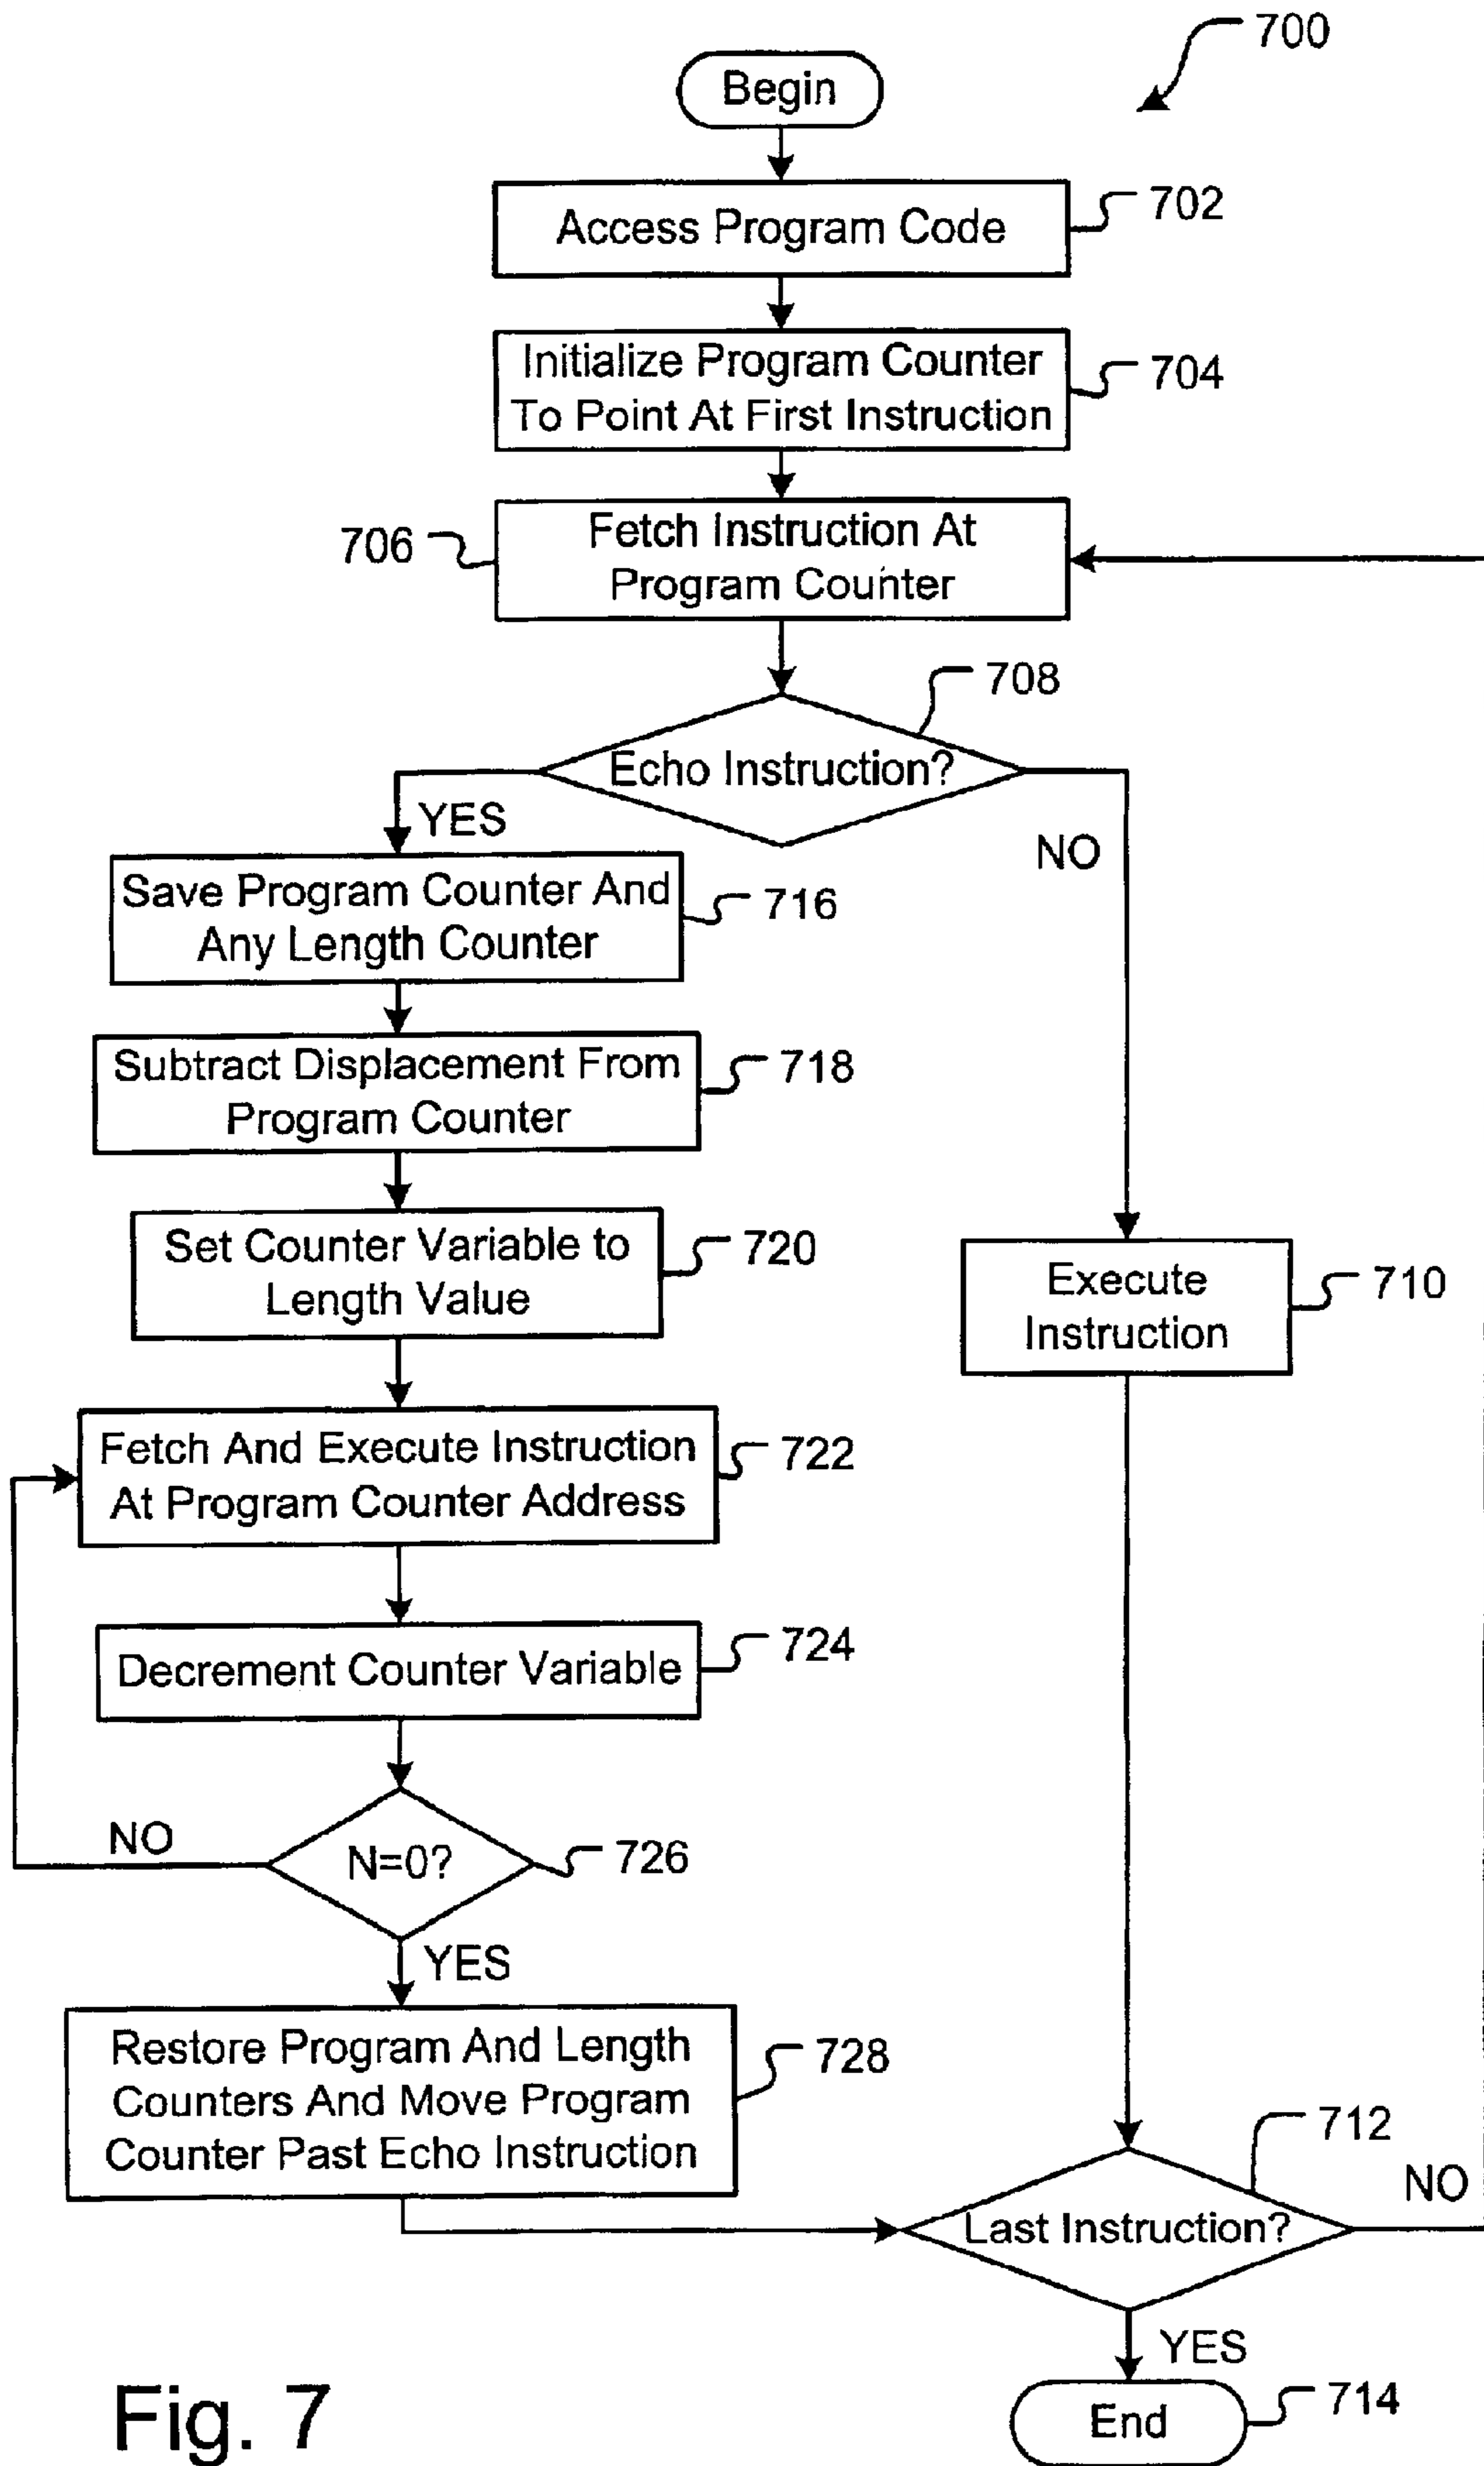 700
Begin
Access Program Code
702
Initialize Program Counter
To Point At First Instruction
704
706
Fetch Instruction At
Program Counter
708
Echo Instruction?
YES
NO
Save Program Counter And
Any Length Counter
716
Subtract Displacement From
Program Counter
718
Set Counter Variable to
Length Value
720
Execute
Instruction
710
Fetch And Execute Instruction
At Program Counter Address
722
Decrement Counter Variable
724
NO
N=0?
726
YES
Restore Program And Length
Counters And Move Program
Counter Past Echo Instruction
728
712
Last Instruction?
NO
YES
End
714
Fig. 7